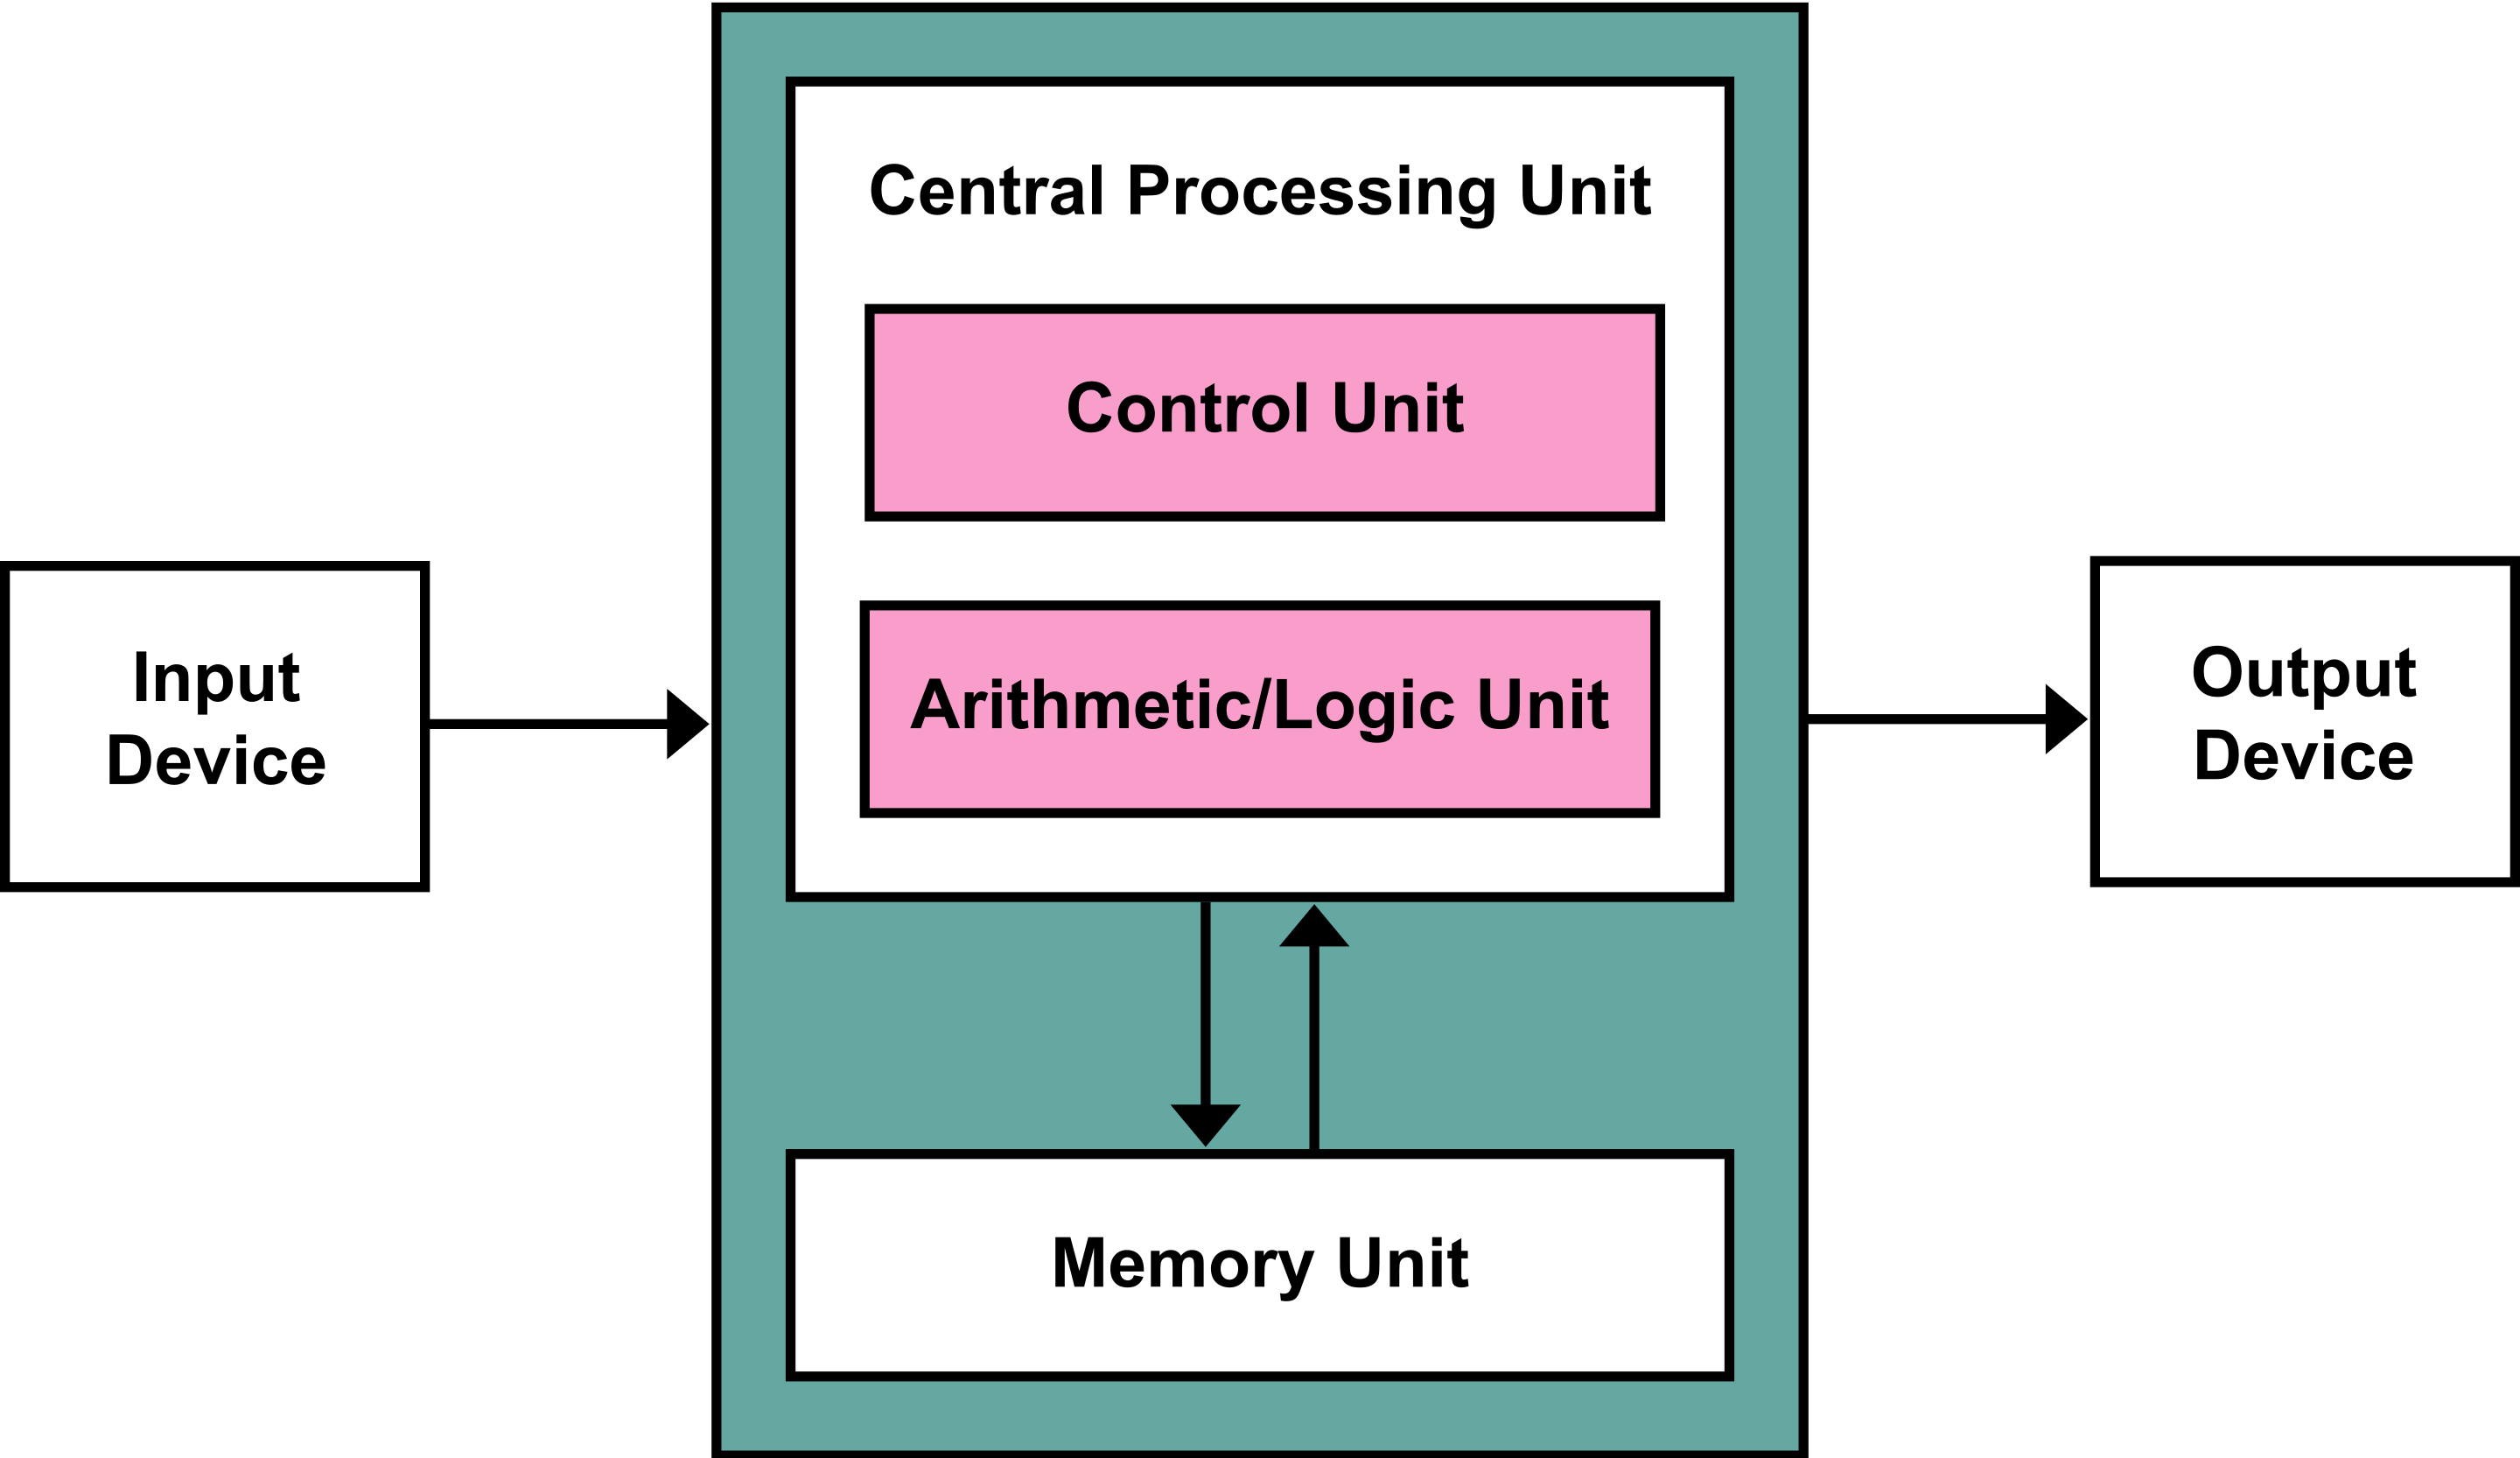 Central Processing Unit
Control Unit
Arithmetic/Logic Unit
Input
Device
Output
Device
Memory Unit